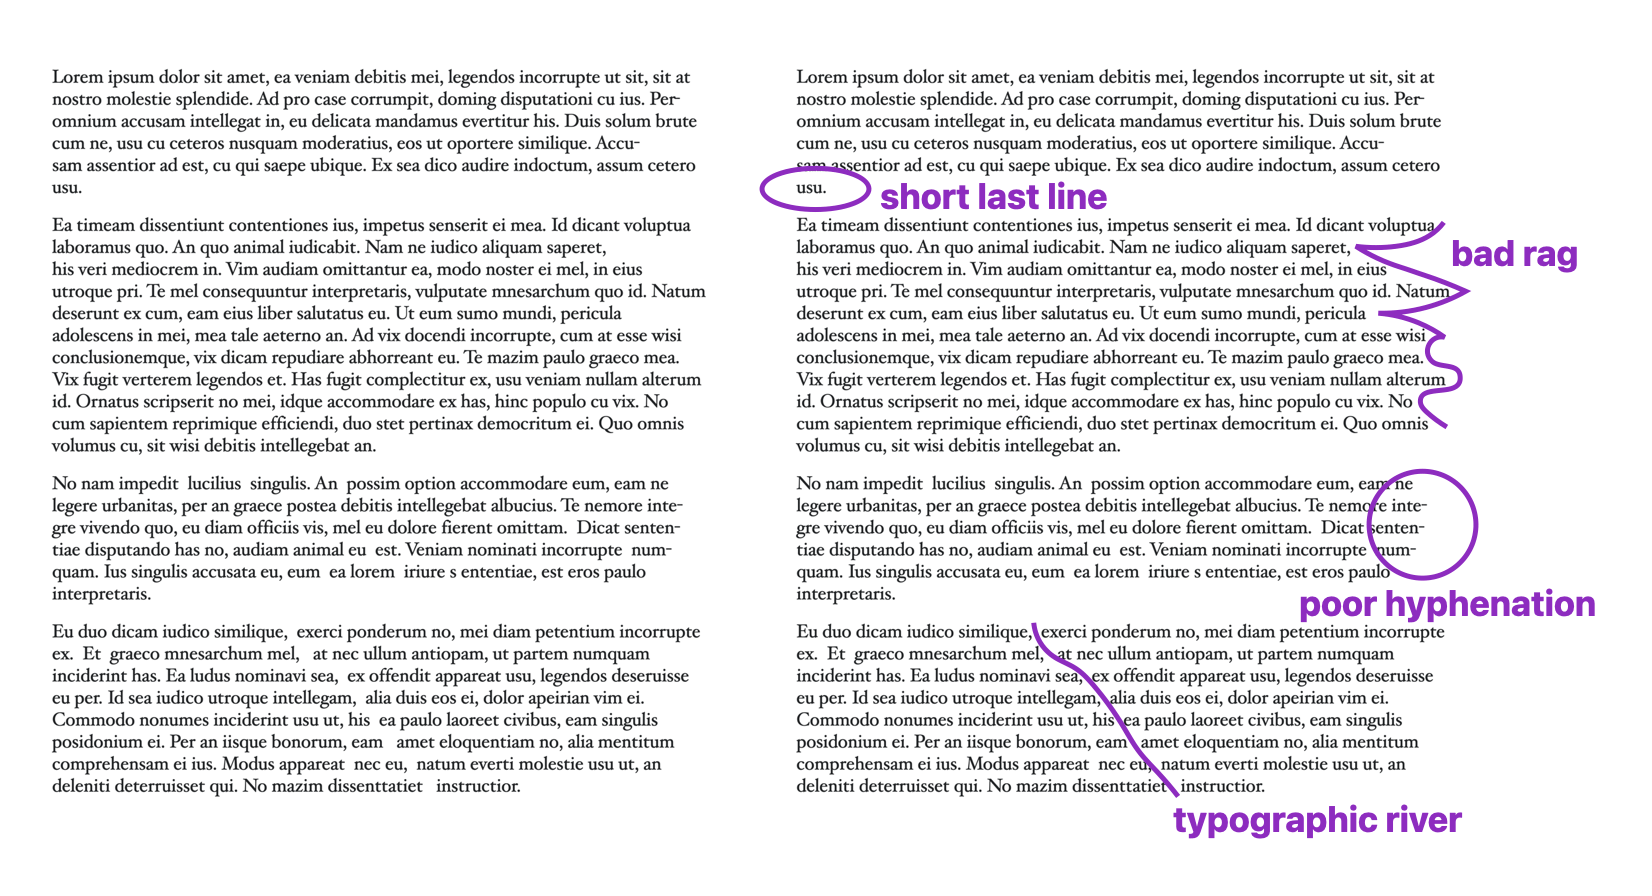 Lorem ipsum dolor sit amet, ea veniam debitis mei, legendos incorrupte ut sit, sit at
nostro molestie splendide. Ad pro case corrumpit, doming disputationi cu ius. Per-
omnium accusam intellegat in, eu delicata mandamus evertitur his. Duis solum brute
cum ne, usu cu ceteros nusquam moderatius, eos ut oportere similique. Accu-
sam assentior ad est, cu qui saepe ubique. Ex sea dico audire indoctum, assum cetero
usu.
Ea timeam dissentiunt contentiones ius, impetus senserit ei mea. Id dicant voluptua
laboramus quo. An quo animal iudicabit. Nam ne iudico aliquam saperet,
his veri mediocrem in. Vim audiam omittantur ea, modo noster ei mel, in eius
utroque pri. Te mel consequuntur interpretaris, vulputate mnesarchum quo id. Natum
deserunt ex cum, eam eius liber salutatus eu. Ut eum sumo mundi, pericula
adolescens in mei, mea tale aeterno an. Ad vix docendi incorrupte, cum at esse wisi
conclusionemque, vix dicam repudiare abhorreant eu. Te mazim paulo graeco mea.
Vix fugit verterem legendos et. Has fugit complectitur ex, usu veniam nullam alterum
id. Ornatus scripserit no mei, idque accommodare ex has, hinc populo cu vix. No
cum sapientem reprimique efficiendi, duo stet pertinax democritum ei. Quo omnis
volumus cu, sit wisi debitis intellegebat an.
No nam impedit  lucilius  singulis. An  possim option accommodare eum, eam ne
legere urbanitas, per an graece postea debitis intellegebat albucius. Te nemore inte-
gre vivendo quo, eu diam officiis vis, mel eu dolore fierent omittam.  Dicat senten-
tiae disputando has no, audiam animal eu  est. Veniam nominati incorrupte  num-
quam. Ius singulis accusata eu, eum  ea lorem  iriure s ententiae, est eros paulo
interpretaris.
Eu duo dicam iudico similique,  exerci ponderum no, mei diam petentium incorrupte
ex.  Et  graeco mnesarchum mel,   at nec ullum antiopam, ut partem numquam
inciderint has. Ea ludus nominavi sea,  ex offendit appareat usu, legendos deseruisse
eu per. Id sea iudico utroque intellegam,  alia duis eos ei, dolor apeirian vim ei.
Commodo nonumes inciderint usu ut, his  ea paulo laoreet civibus, eam singulis
posidonium ei. Per an iisque bonorum, eam   amet eloquentiam no, alia mentitum
comprehensam ei ius. Modus appareat  nec eu,  natum everti molestie usu ut, an
deleniti deterruisset qui. No mazim dissenttatiet   instructior.
Lorem ipsum dolor sit amet, ea veniam debitis mei, legendos incorrupte ut sit, sit at
nostro molestie splendide. Ad pro case corrumpit, doming disputationi cu ius. Per-
omnium accusam intellegat in, eu delicata mandamus evertitur his. Duis solum brute
cum ne, usu cu ceteros nusquam moderatius, eos ut oportere similique. Accu-
sam assentior ad est, cu qui saepe ubique. Ex sea dico audire indoctum, assum cetero
usu.
short last line
Ea timeam dissentiunt contentiones ius, impetus senserit ei mea. Id dicant voluptua
laboramus quo. An quo animal iudicabit. Nam ne iudico aliquam saperet,
bad rag
his veri mediocrem in. Vim audiam omittantur ea, modo noster ei mel, in eius
utroque pri. Te mel consequuntur interpretaris, vulputate mnesarchum quo id. Natum
deserunt ex cum, eam eius liber salutatus eu. Ut eum sumo mundi, pericula
adolescens in mei, mea tale aeterno an. Ad vix docendi incorrupte, cum at esse wisi
conclusionemque, vix dicam repudiare abhorreant eu. Te mazim paulo graeco mea.
Vix fugit verterem legendos et. Has fugit complectitur ex, usu veniam nullam alterum
id. Ornatus scripserit no mei, idque accommodare ex has, hinc populo cu vix. No
cum sapientem reprimique efficiendi, duo stet pertinax democritum ei. Quo omnis
volumus cu, sit wisi debitis intellegebat an.
No nam impedit  lucilius  singulis. An  possim option accommodare eum, eam ne
legere urbanitas, per an graece postea debitis intellegebat albucius. Te nemore inte-
gre vivendo quo, eu diam officiis vis, mel eu dolore fierent omittam.  Dicat senten-
tiae disputando has no, audiam animal eu  est. Veniam nominati incorrupte  num-
quam. Ius singulis accusata eu, eum  ea lorem  iriure s ententiae, est eros paulo
interpretaris.
poor hyphenation
Eu duo dicam iudico similique,  exerci ponderum no, mei diam petentium incorrupte
ex.  Et  graeco mnesarchum mel,   at nec ullum antiopam, ut partem numquam
inciderint has. Ea ludus nominavi sea,  ex offendit appareat usu, legendos deseruisse
eu per. Id sea iudico utroque intellegam,  alia duis eos ei, dolor apeirian vim ei.
Commodo nonumes inciderint usu ut, his  ea paulo laoreet civibus, eam singulis
posidonium ei. Per an iisque bonorum, eam   amet eloquentiam no, alia mentitum
comprehensam ei ius. Modus appareat  nec eu,  natum everti molestie usu ut, an
deleniti deterruisset qui. No mazim dissenttatiet   instructior.
typographic river